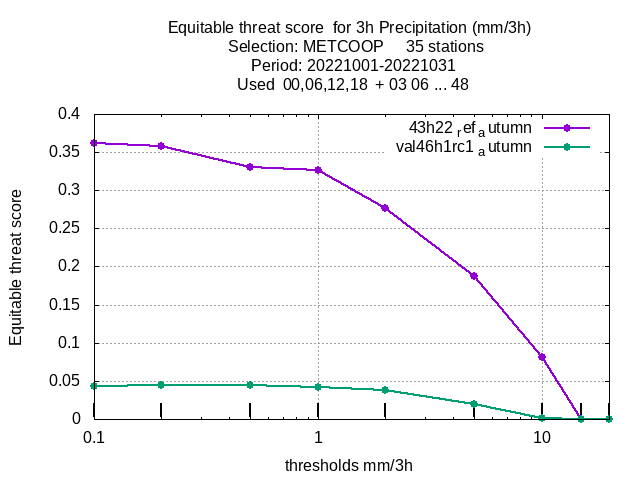 Equitable threat score  for 3h Precipitation (mm/3h)
Selection: METCOOP     35 stations
Period: 20221001-20221031
Used  00,06,12,18  + 03 06 ... 48
43h22 refautumn
val46h1rc1 autumn
0.4
0.35
0.3
0.25
0.2
0.15
0.1
0.05
0
Equitable threat score
0.1
1
10
thresholds mm/3h